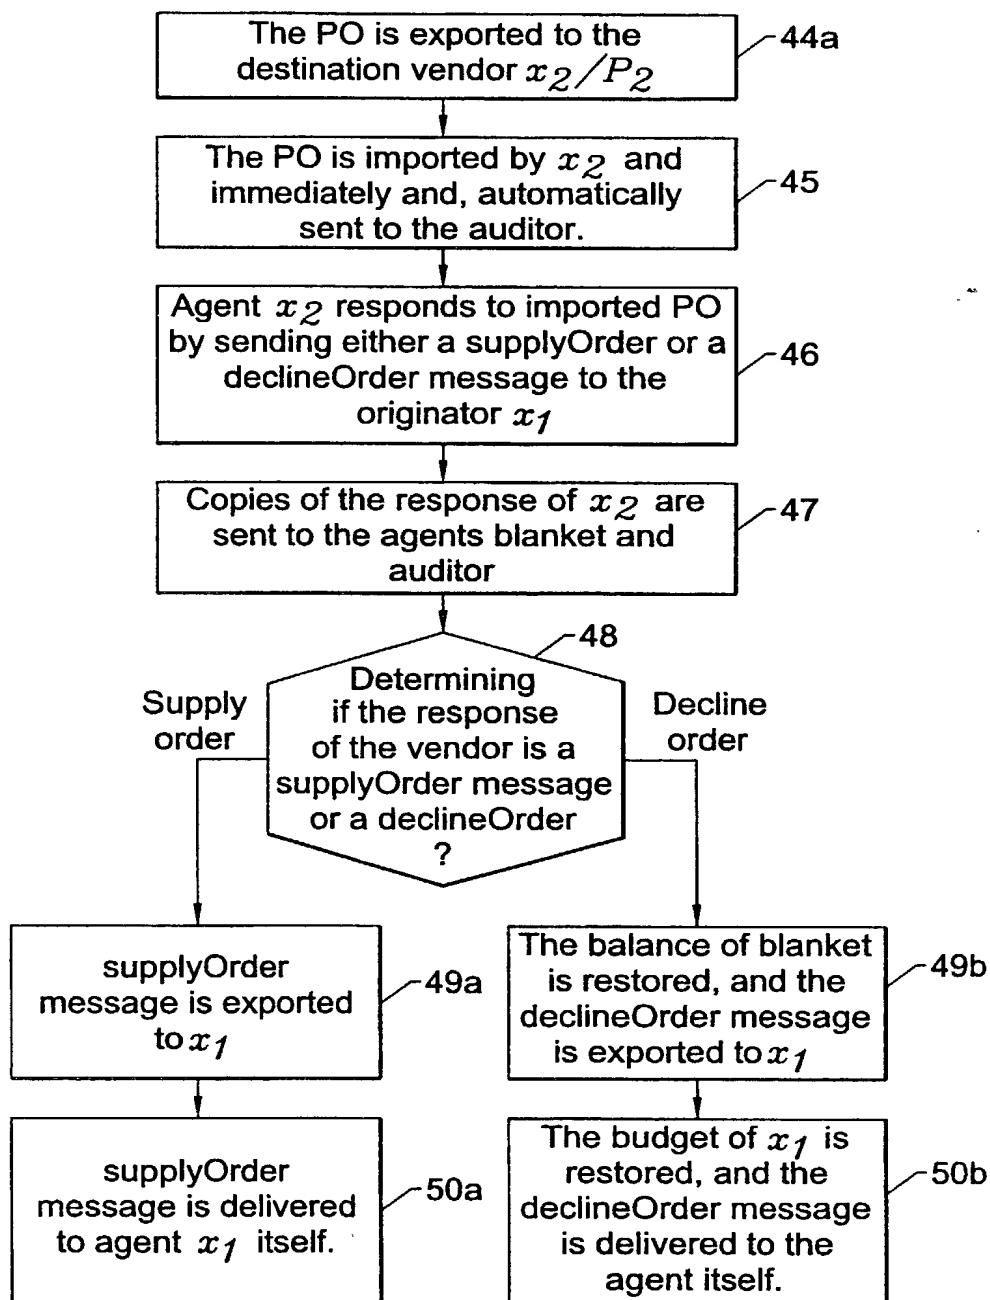 The PO is exported to the
destination vendor x2/P2
44a
The PO is imported by x2 and
immediately and, automatically
sent to the auditor.
45
Agent x2 responds to imported PO
by sending either a supplyOrder or a
declineOrder message to the
originator x1
46
Copies of the response of x2 are
sent to the agents blanket and
auditor
47
48
Determining
if the response
of the vendor is a
supplyOrder message
or a declineOrder
?
Supply
order
Decline
order
supplyOrder
message is exported
to x1
49a
The balance of blanket
is restored, and the
declineOrder message
is exported to x1
49b
supplyOrder
message is delivered
to agent x1 itself.
50a
The budget of x1 is
restored, and the
declineOrder message
is delivered to the
agent itself.
50b